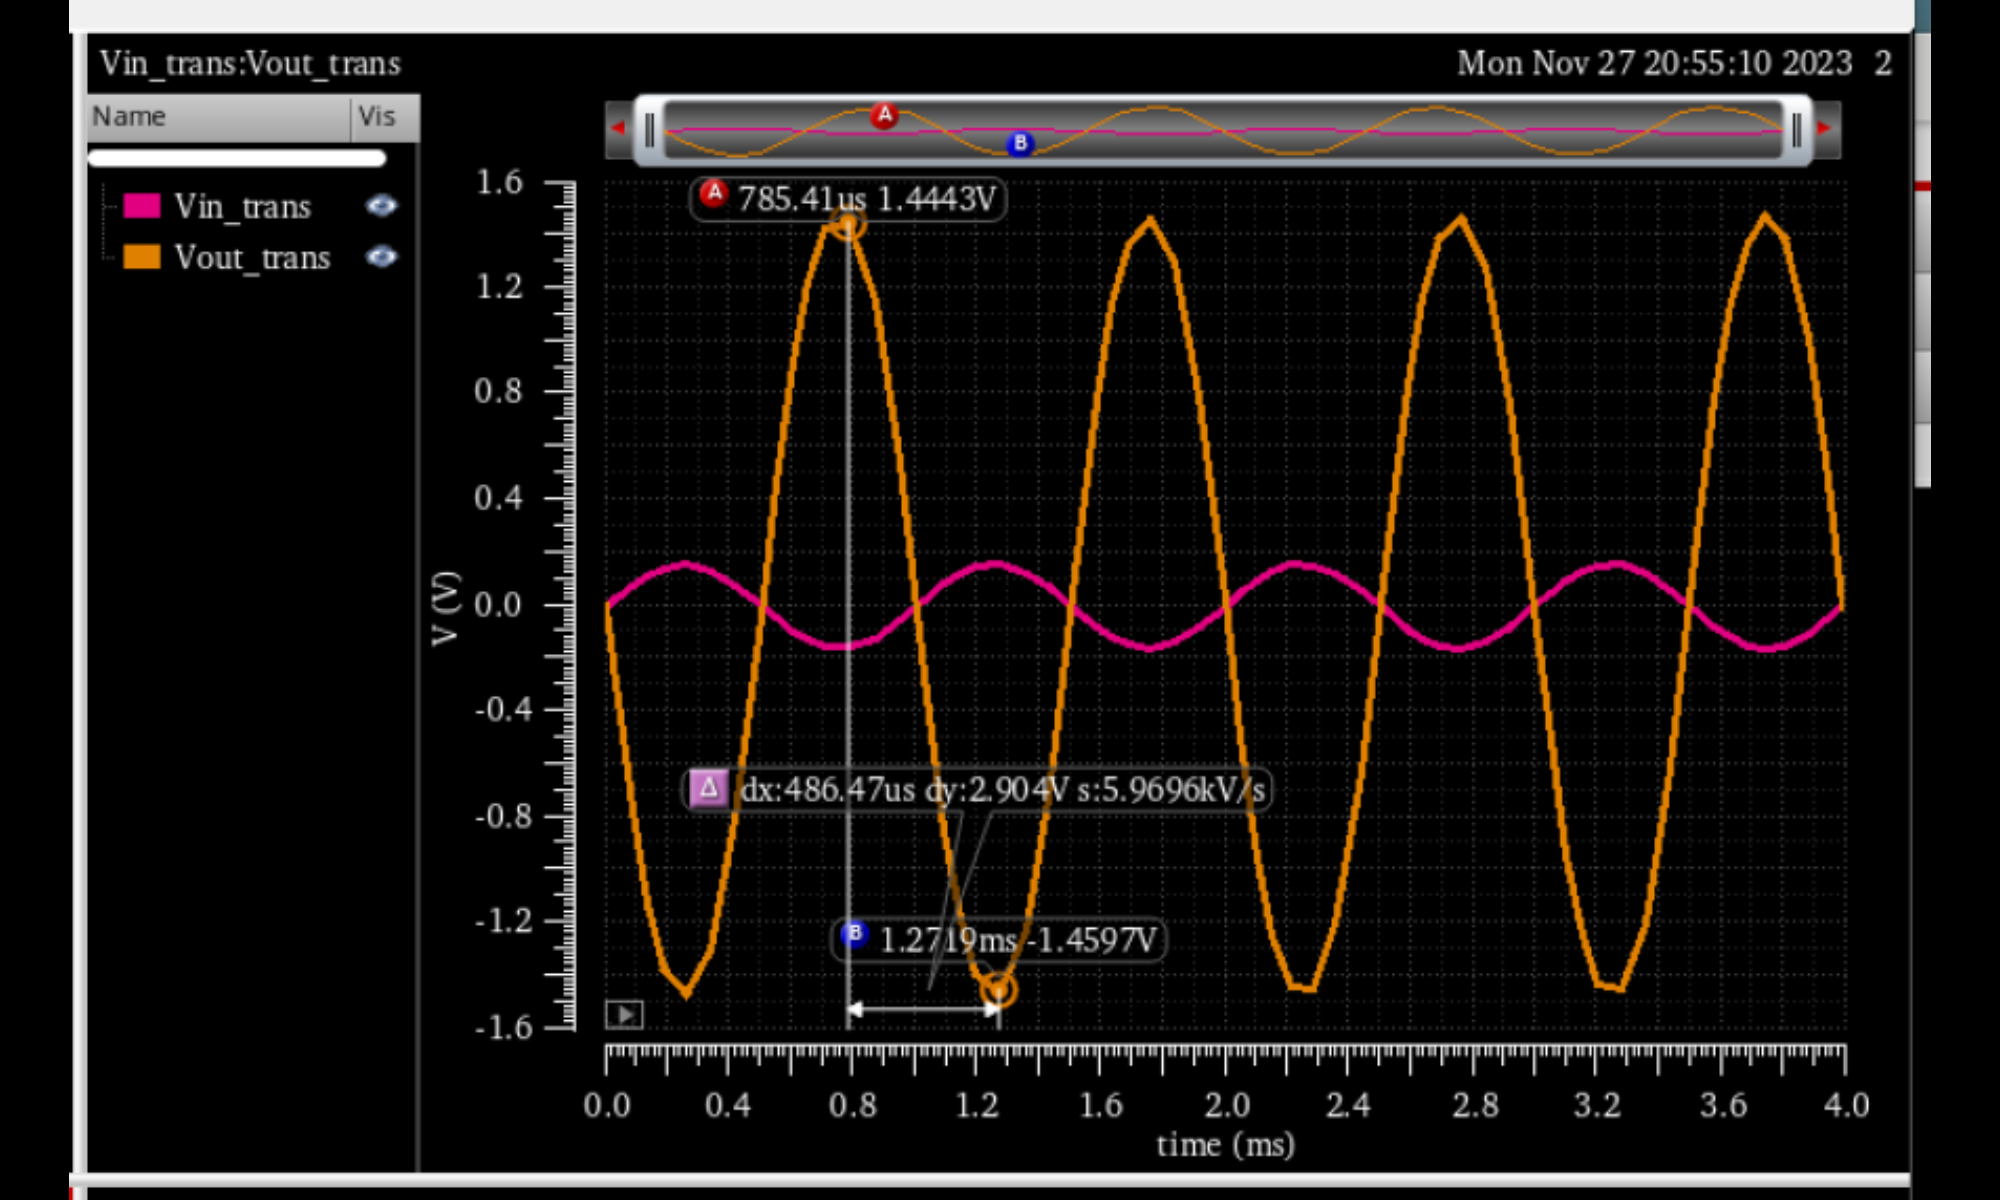 Vin_trans:Vout_trans
Mon Nov 27 20:55:10 2023 2
Name Vis
Vin_trans
Vout_trans
A
B
A 785.41us 1.4443V
Δ dx:486.47us dy:2.904V s:5.9696kV/s
B 1.2719ms -1.4597V
V (V)
1.6
1.2
0.8
0.4
0.0
-0.4
-0.8
-1.2
-1.6
0.0 0.4 0.8 1.2 1.6 2.0 2.4 2.8 3.2 3.6 4.0
time (ms)